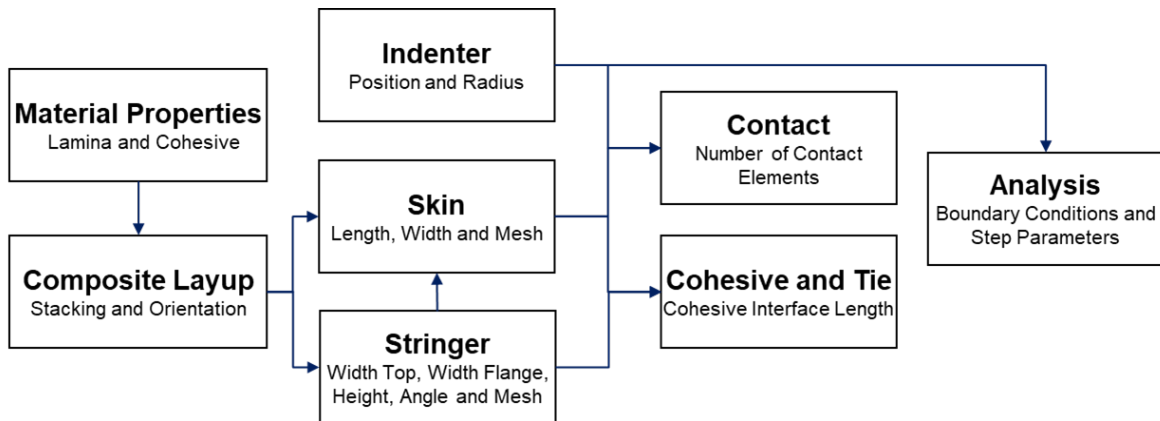 Material Properties
Lamina and Cohesive
Composite Layup
Stacking and Orientation
Indenter
Position and Radius
Skin
Length, Width and Mesh
Stringer
Width Top, Width Flange,
Height, Angle and Mesh
Contact
Number of Contact
Elements
Cohesive and Tie
Cohesive Interface Length
Analysis
Boundary Conditions and
Step Parameters